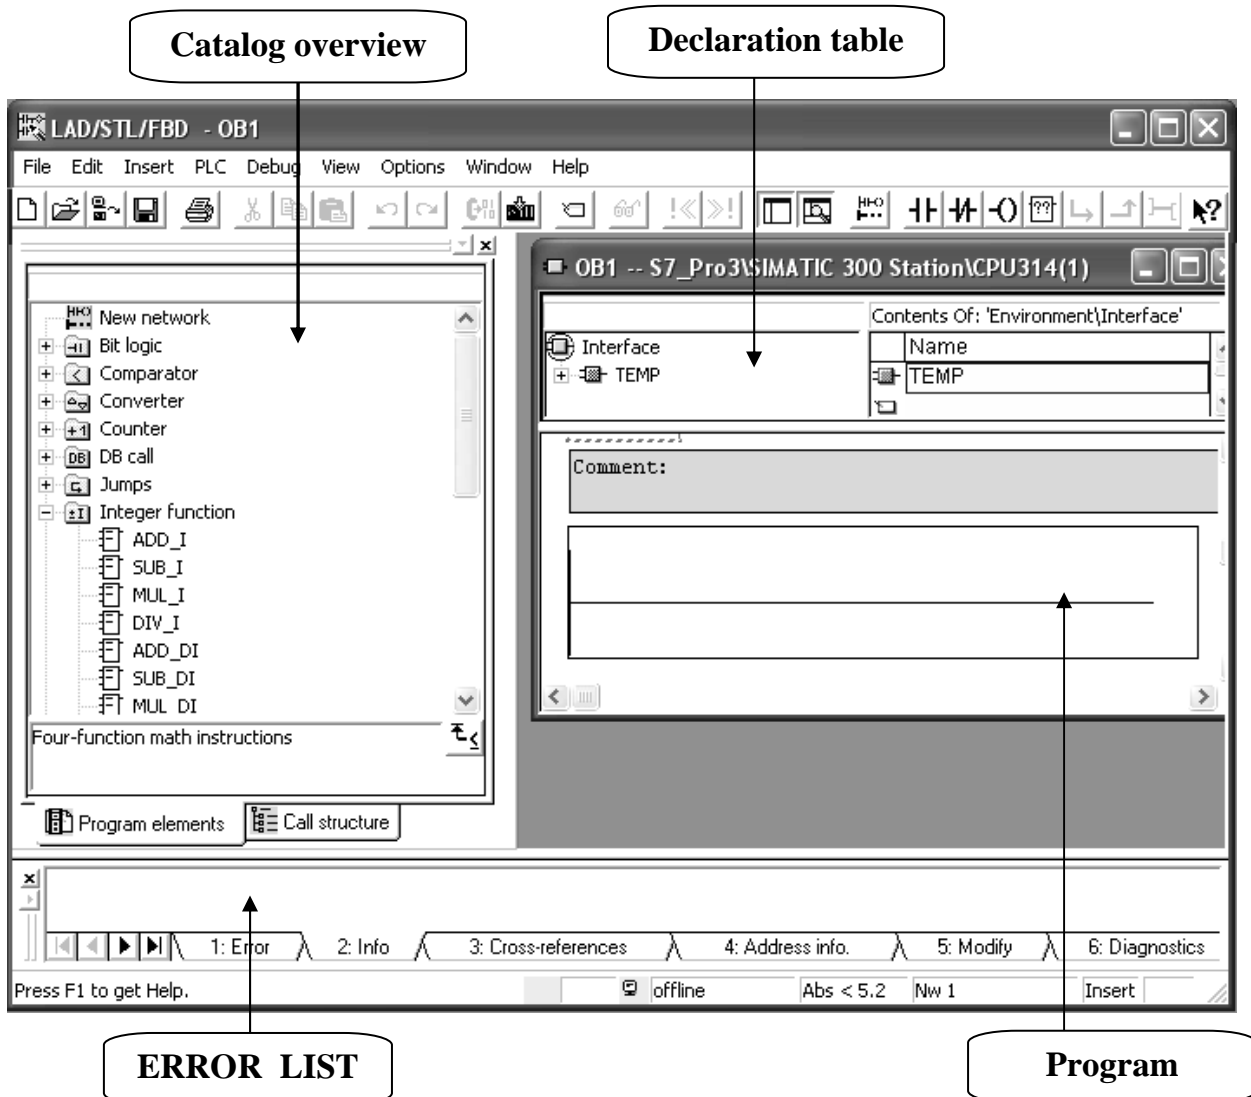 Catalog overview
Declaration table
LAD/STL/FBD - OB1
File Edit Insert PLC Debug View Options Window Help
OB1 -- S7_Pro3\SIMATIC 300 Station\CPU314(1)
Contents Of: 'Environment\Interface'
Interface
Name
TEMP
TEMP
New network
Bit logic
Comparator
Converter
Counter
DB call
Jumps
Integer function
ADD_I
SUB_I
MUL_I
DIV_I
ADD_DI
SUB_DI
MUL_DI
Four-function math instructions
Comment:
Program elements
Call structure
1: Error 2: Info 3: Cross-references 4: Address info. 5: Modify 6: Diagnostics
Press F1 to get Help. offline Abs < 5.2 Nw 1 Insert
ERROR LIST
Program